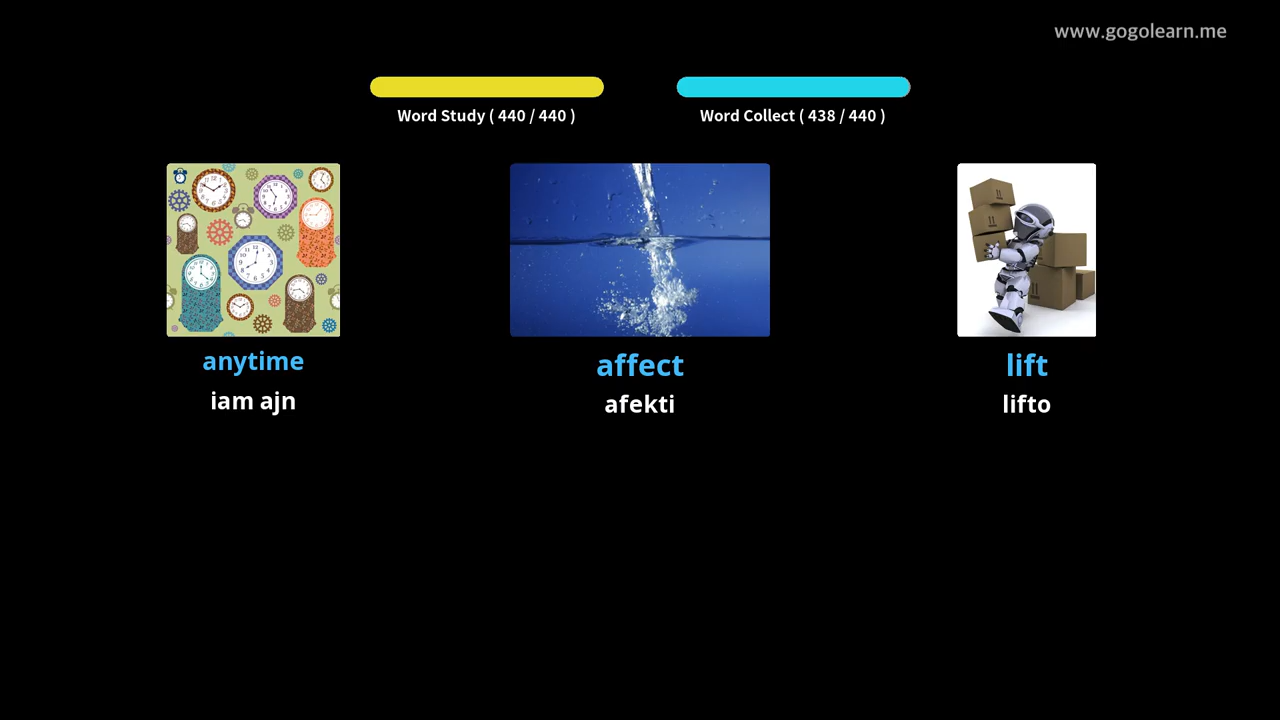 www.gogolearn.me
Word Study ( 440 / 440 )
Word Collect ( 438 / 440 )
anytime
iam ajn
affect
afekti
lift
lifto